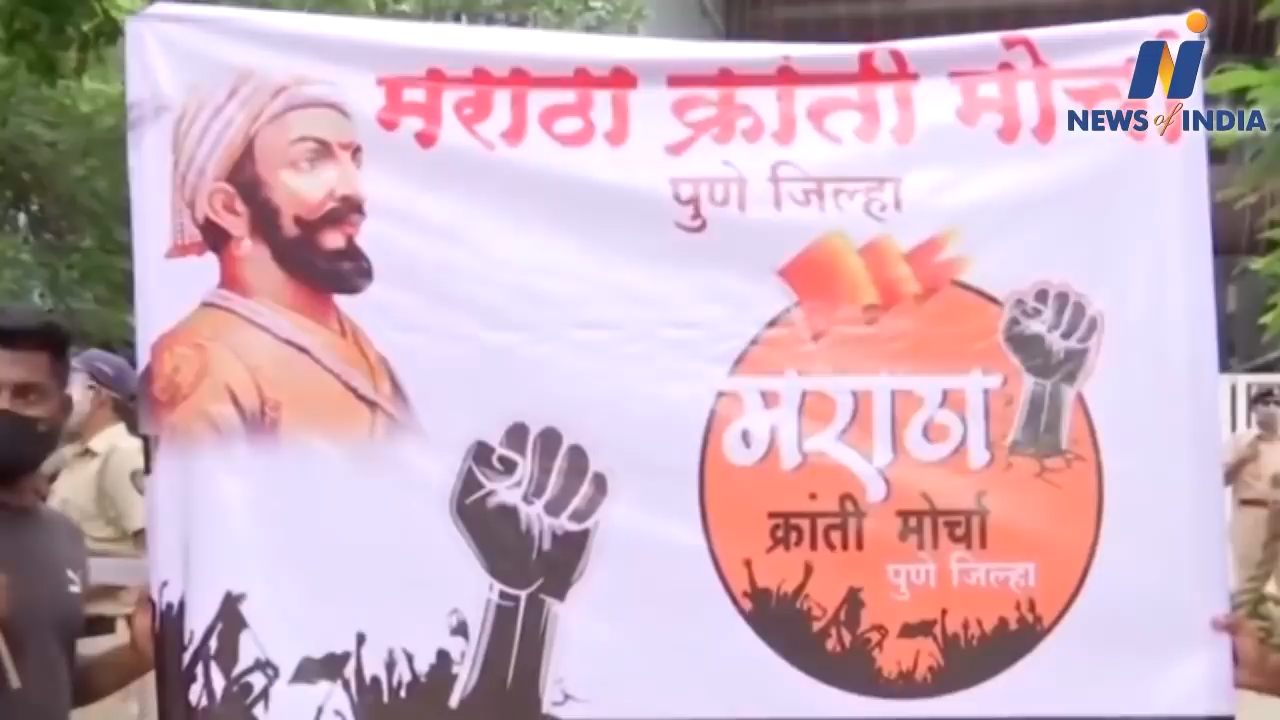 मराठा क्रांती मोर्चा
NEWS of INDIA
पुणे जिल्हा
मराठा
क्रांती मोर्चा
पुणे जिल्हा